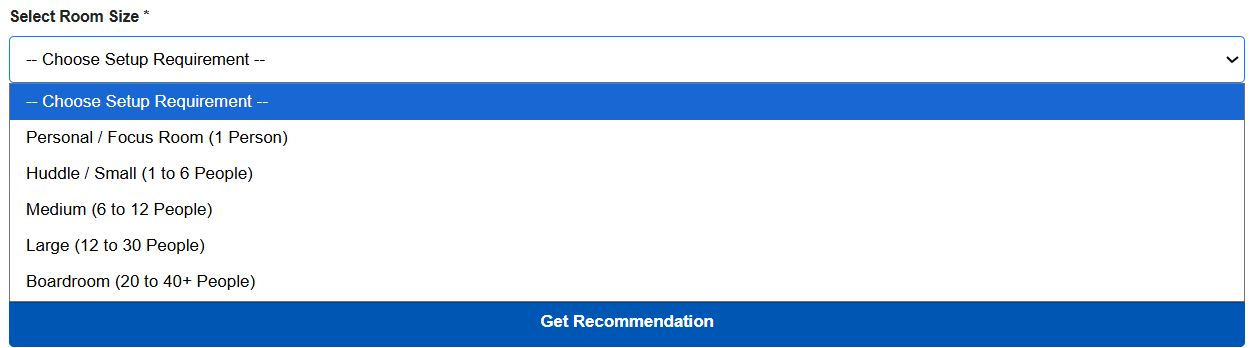 Select Room Size *
-- Choose Setup Requirement --
-- Choose Setup Requirement --
Personal / Focus Room (1 Person)
Huddle / Small (1 to 6 People)
Medium (6 to 12 People)
Large (12 to 30 People)
Boardroom (20 to 40+ People)
Get Recommendation